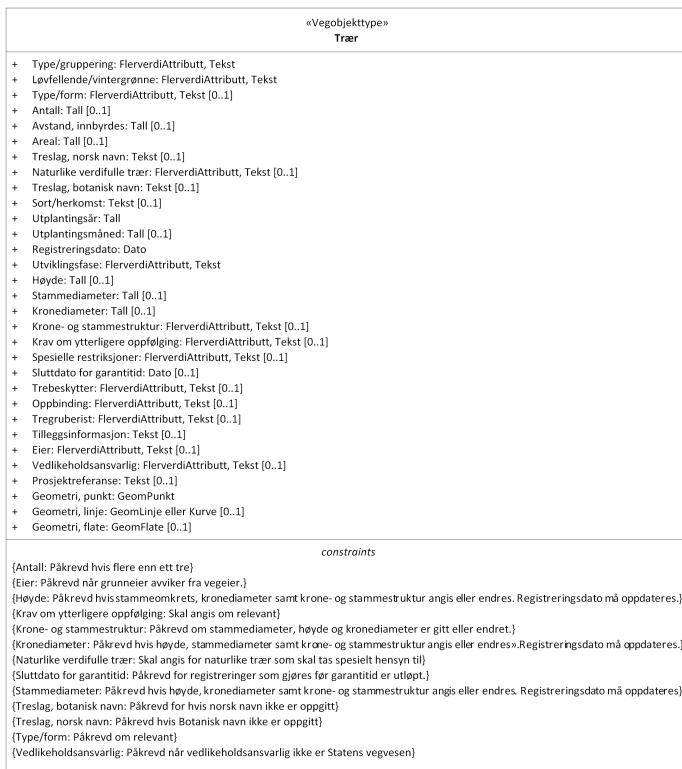 «Vegobjekttype»
Trær
+ Type/gruppering: FlerverdiAttributt, Tekst
+ Løvfellende/vintergrønne: FlerverdiAttributt, Tekst
+ Type/form: FlerverdiAttributt, Tekst [0..1]
+ Antall: Tall [0..1]
+ Avstand, innbyrdes: Tall [0..1]
+ Areal: Tall [0..1]
+ Treslag, norsk navn: Tekst [0..1]
+ Naturlike verdifulle trær: FlerverdiAttributt, Tekst [0..1]
+ Treslag, botanisk navn: Tekst [0..1]
+ Sort/herkomst: Tekst [0..1]
+ Utplantingsår: Tall
+ Utplantingsmåned: Tall [0..1]
+ Registreringsdato: Dato
+ Utviklingsfase: FlerverdiAttributt, Tekst
+ Høyde: Tall [0..1]
+ Stammediameter: Tall [0..1]
+ Kronediameter: Tall [0..1]
+ Krone- og stammestruktur: FlerverdiAttributt, Tekst [0..1]
+ Krav om ytterligere oppfølging: FlerverdiAttributt, Tekst [0..1]
+ Spesielle restriksjoner: FlerverdiAttributt, Tekst [0..1]
+ Sluttdato for garantitid: Dato [0..1]
+ Trebeskytter: FlerverdiAttributt, Tekst [0..1]
+ Oppbinding: FlerverdiAttributt, Tekst [0..1]
+ Tregruberist: FlerverdiAttributt, Tekst [0..1]
+ Tilleggsinformasjon: Tekst [0..1]
+ Eier: FlerverdiAttributt, Tekst [0..1]
+ Vedlikeholdsansvarlig: FlerverdiAttributt, Tekst [0..1]
+ Prosjektreferanse: Tekst [0..1]
+ Geometri, punkt: GeomPunkt
+ Geometri, linje: GeomLinje eller Kurve [0..1]
+ Geometri, flate: GeomFlate [0..1]
constraints
{Antall: Påkrevd hvis flere enn ett tre}
{Eier: Påkrevd når grunneier avviker fra vegeier.}
{Høyde: Påkrevd hvis stammeomkrets, kronediameter samt krone- og stammestruktur angis eller endres. Registreringsdato må oppdateres.}
{Krav om ytterligere oppfølging: Skal angis om relevant}
{Krone- og stammestruktur: Påkrevd om stammediameter, høyde og kronediameter er gitt eller endret.}
{Kronediameter: Påkrevd hvis høyde, stammediameter samt krone- og stammestruktur angis eller endres».Registreringsdato må oppdateres.}
{Naturlike verdifulle trær: Skal angis for naturlike trær som skal tas spesielt hensyn til}
{Sluttdato for garantitid: Påkrevd for registreringer som gjøres før garantitid er utløpt.}
{Stammediameter: Påkrevd hvis høyde, kronediameter samt krone- og stammestruktur angis eller endres. Registreringsdato må oppdateres}
{Treslag, botanisk navn: Påkrevd for hvis norsk navn ikke er oppgitt}
{Treslag, norsk navn: Påkrevd hvis Botanisk navn ikke er oppgitt}
{Type/form: Påkrevd om relevant}
{Vedlikeholdsansvarlig: Påkrevd når vedlikeholdsansvarlig ikke er Statens vegvesen}